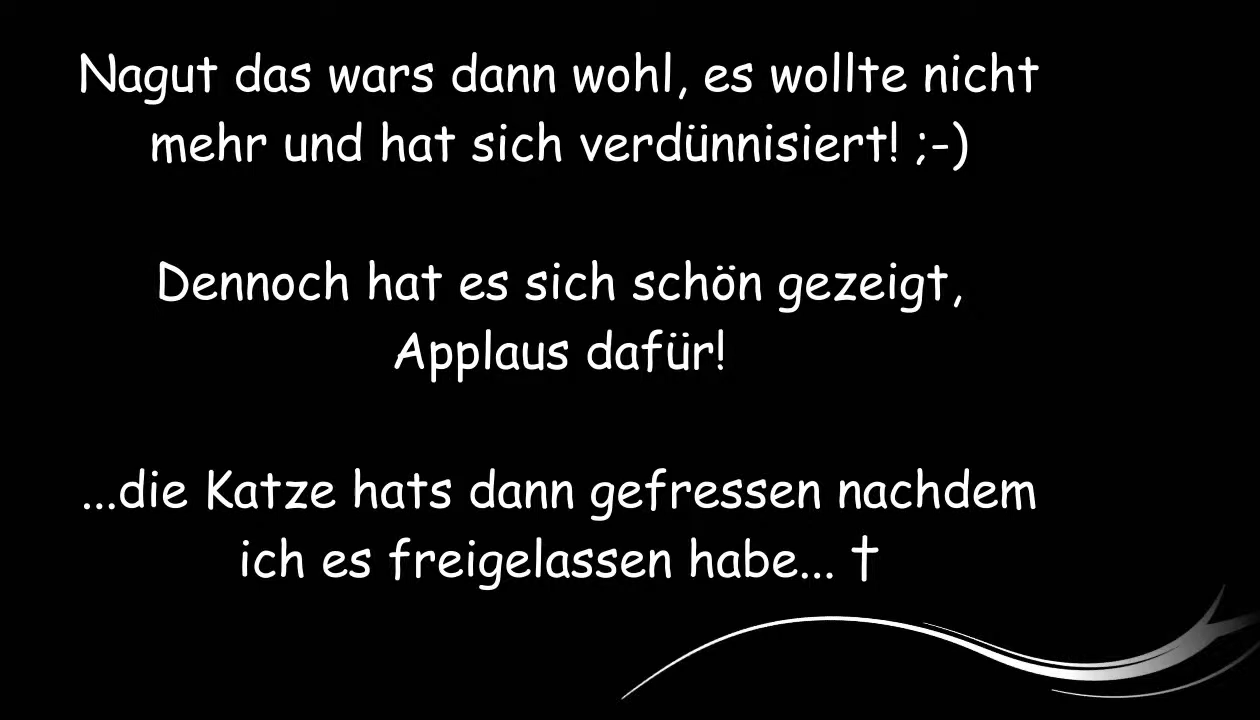 Nagut das wars dann wohl, es wollte nicht
mehr und hat sich verdünnisiert! ;-)
Dennoch hat es sich schön gezeigt,
Applaus dafür!
...die Katze hats dann gefressen nachdem
ich es freigelassen habe... †